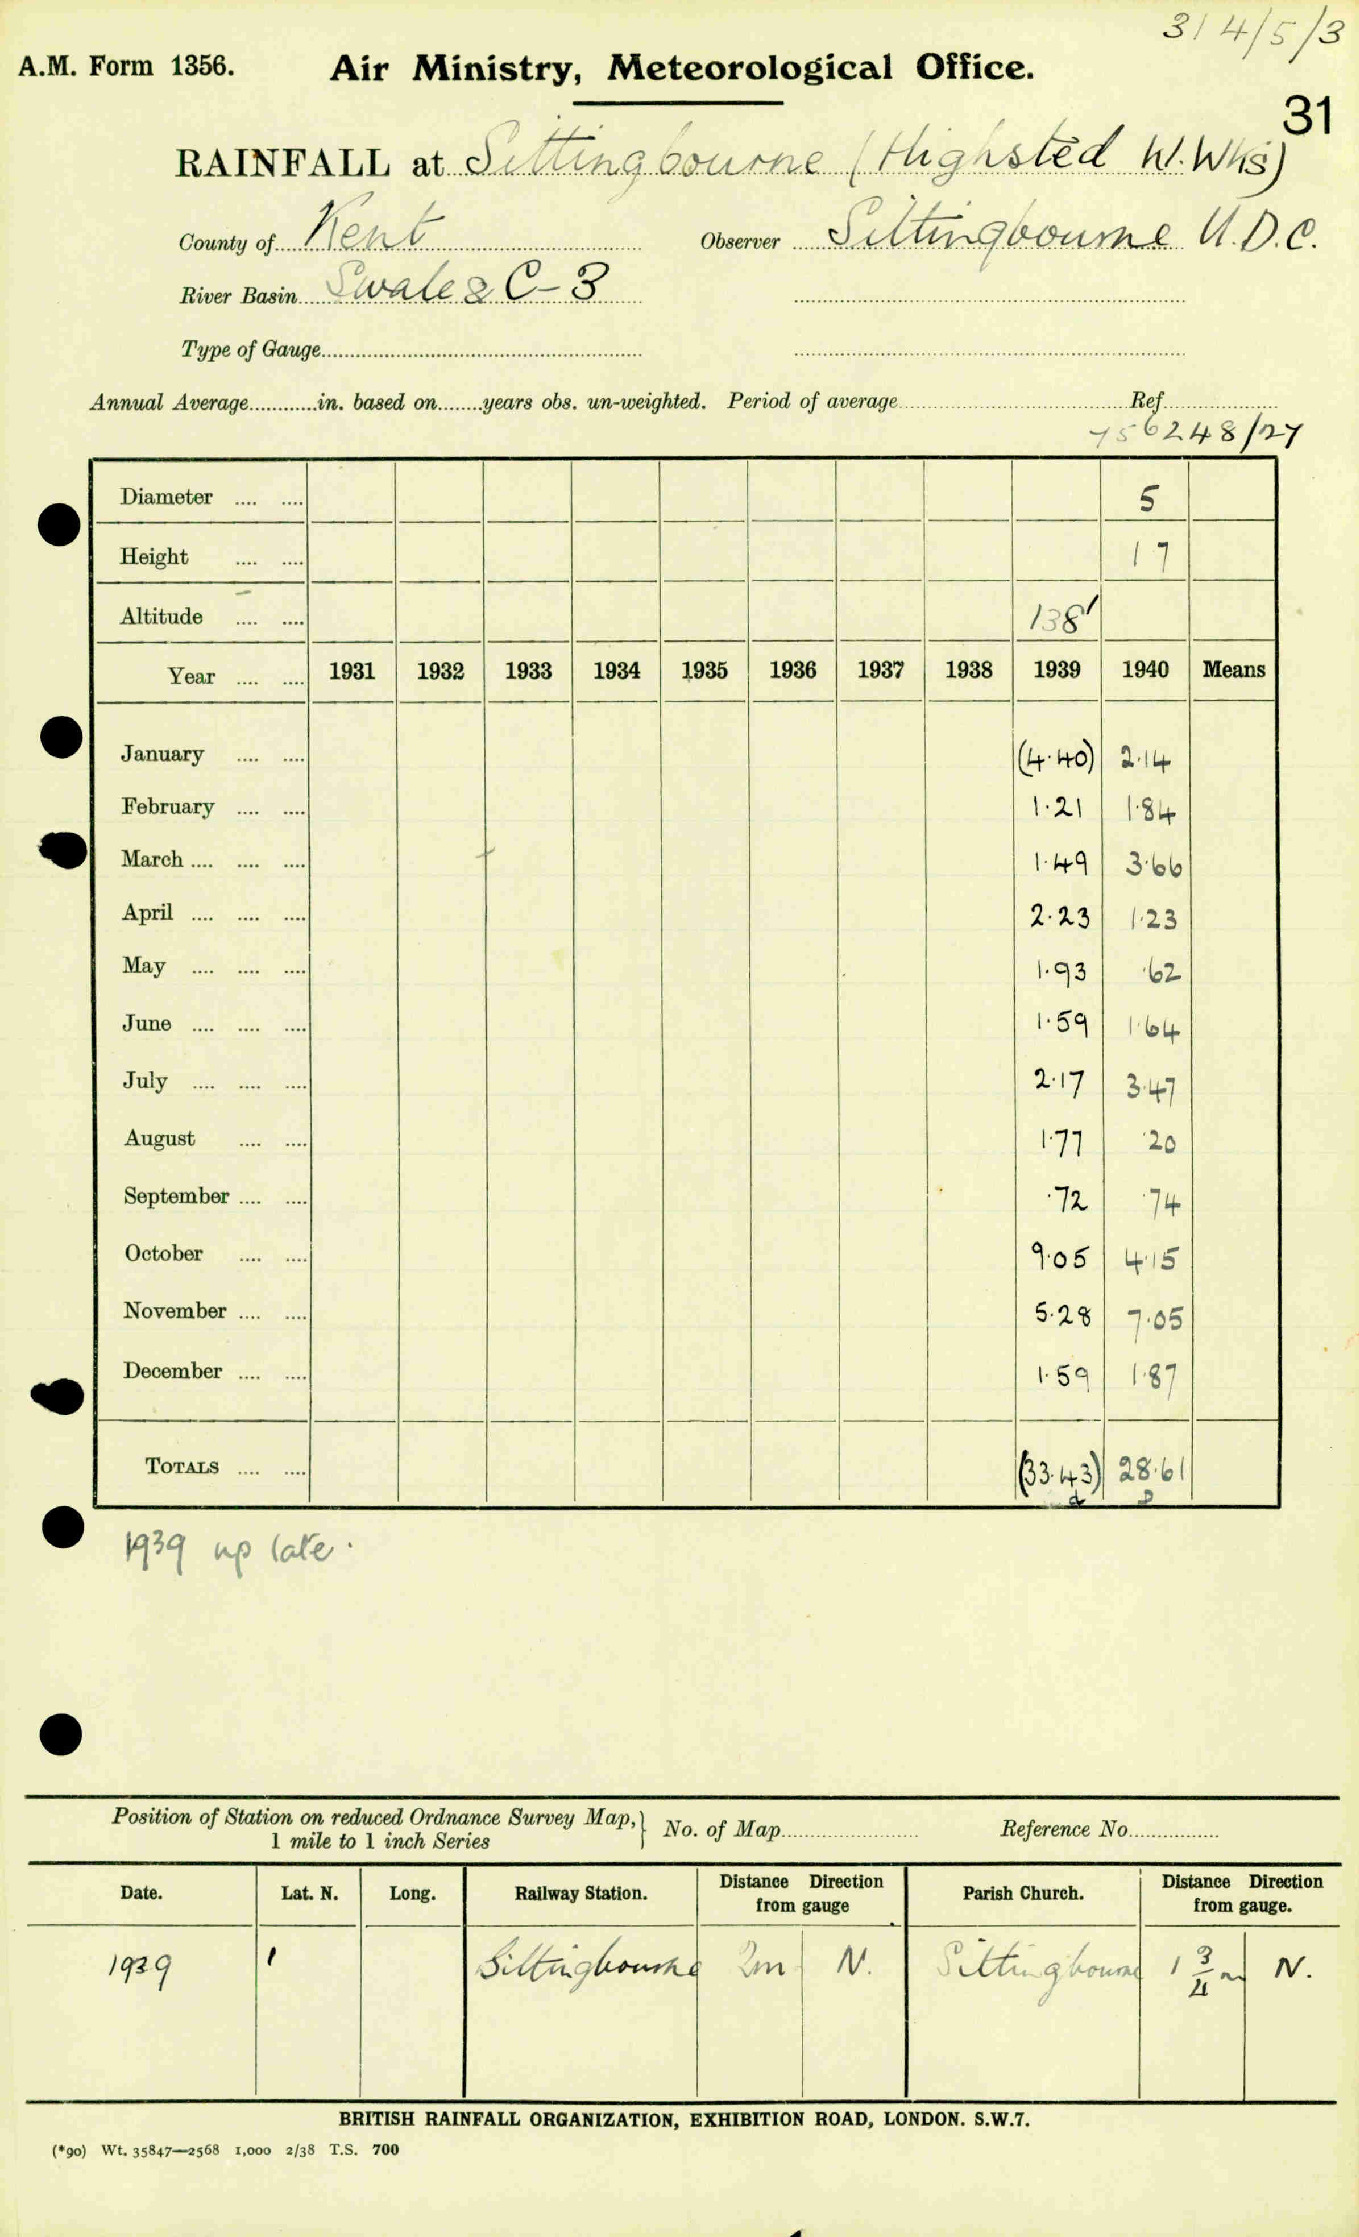 314/5/3
A.M. Form 1356. Air Ministry, Meteorological Office.
31
RAINFALL at Sittingbourne (Highsted W. Wks)
County of Kent Observer Sittingbourne U.D.C.
River Basin Swale & C-3
Type of Gauge
Annual Average in. based on years obs. un-weighted. Period of average Ref.
756248/27
Diameter 5
Height 17
Altitude 138'
Year 1931 1932 1933 1934 1935 1936 1937 1938 1939 1940 Means
January (4.40) 2.14
February 1.21 1.84
March 1.49 3.66
April 2.23 1.23
May 1.93 .62
June 1.59 1.64
July 2.17 3.47
August 1.77 .20
September .72 .74
October 9.05 4.15
November 5.28 7.05
December 1.59 1.87
TOTALS (33.43) 28.61
1939 up late.
Position of Station on reduced Ordnance Survey Map, } No. of Map Reference No.
1 mile to 1 inch Series
Date. Lat. N. Long. Railway Station. Distance Direction from gauge Parish Church. Distance Direction from gauge.
1939 Sittingbourne 2m N. Sittingbourne 1 3/4 m N.
BRITISH RAINFALL ORGANIZATION, EXHIBITION ROAD, LONDON. S.W.7.
(*90) Wt. 35847—2568 1,000 2/38 T.S. 700